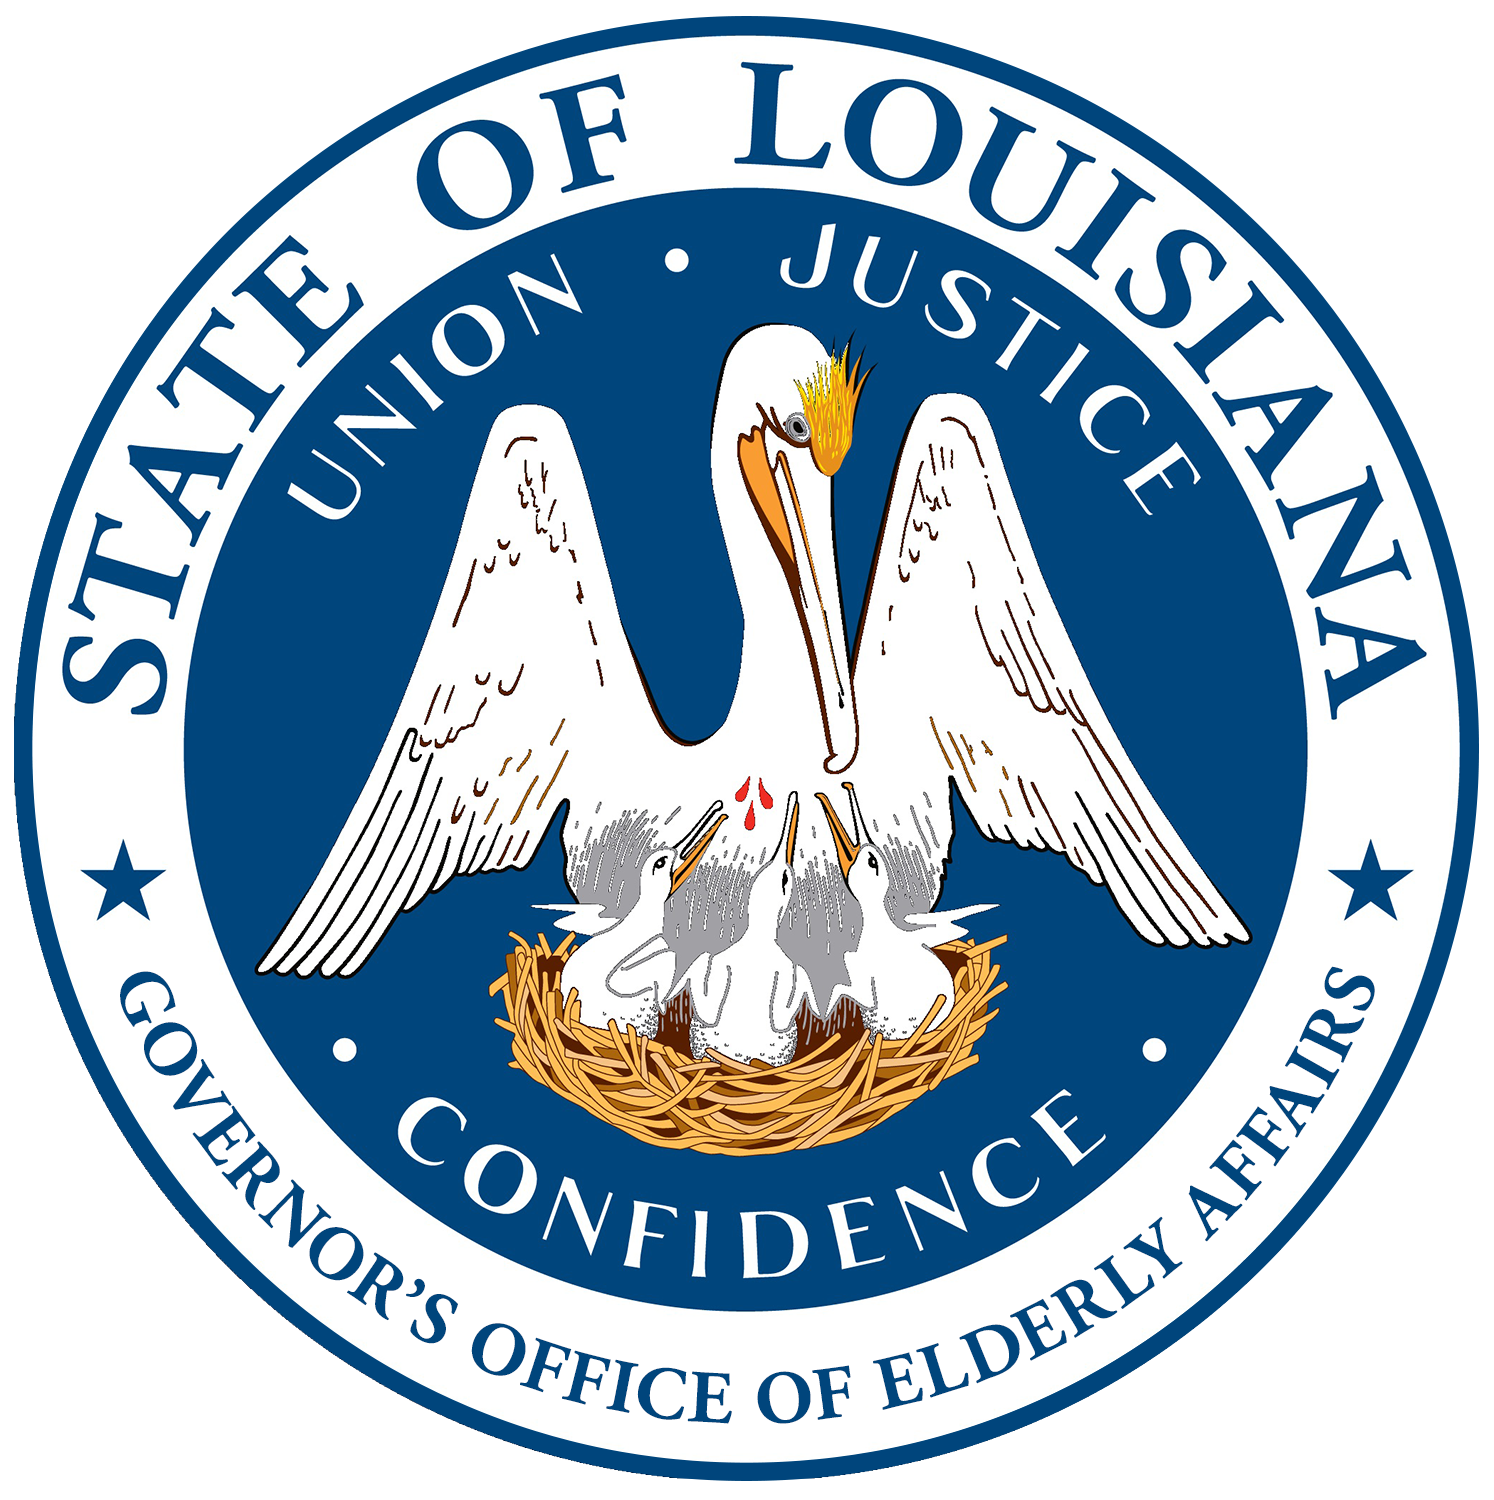 STATE OF LOUISIANA
UNION • JUSTICE
• CONFIDENCE •
GOVERNOR’S OFFICE OF ELDERLY AFFAIRS